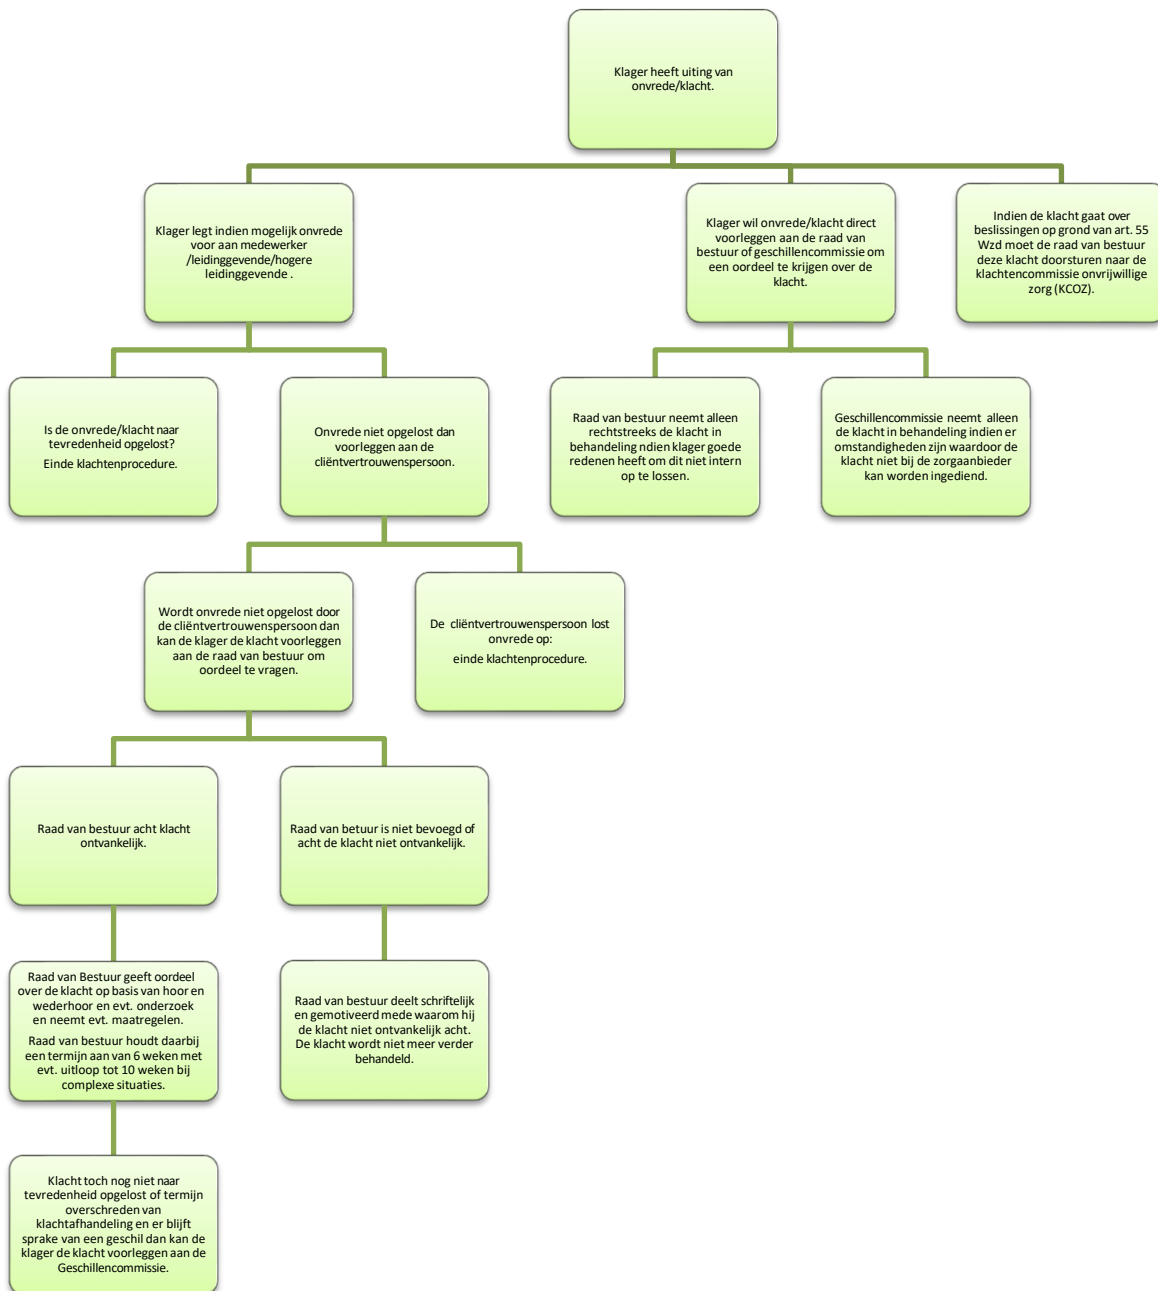 Klager heeft uiting van
onvrede/klacht.
Klager legt indien mogelijk onvrede
voor aan medewerker
/leidinggevende/hogere
leidinggevende .
Klager wil onvrede/klacht direct
voorleggen aan de raad van
bestuur of geschillencommissie om
een oordeel te krijgen over de
klacht.
Indien de klacht gaat over
beslissingen op grond van art. 55
Wzd moet de raad van bestuur
deze klacht doorsturen naar de
klachtencommissie onvrijwillige
zorg (KCOZ).
Is de onvrede/klacht naar
tevredenheid opgelost?
Einde klachtenprocedure.
Onvrede niet opgelost dan
voorleggen aan de
cliëntvertrouwenspersoon.
Raad van bestuur neemt alleen
rechtstreeks de klacht in
behandeling ndien klager goede
redenen heeft om dit niet intern
op te lossen.
Geschillencommissie neemt alleen
de klacht in behandeling indien er
omstandigheden zijn waardoor de
klacht niet bij de zorgaanbieder
kan worden ingediend.
Wordt onvrede niet opgelost door
de cliëntvertrouwenspersoon dan
kan de klager de klacht voorleggen
aan de raad van bestuur om
oordeel te vragen.
De cliëntvertrouwenspersoon lost
onvrede op:
einde klachtenprocedure.
Raad van bestuur acht klacht
ontvankelijk.
Raad van betuur is niet bevoegd of
acht de klacht niet ontvankelijk.
Raad van Bestuur geeft oordeel
over de klacht op basis van hoor en
wederhoor en evt. onderzoek
en neemt evt. maatregelen.
Raad van bestuur houdt daarbij
een termijn aan van 6 weken met
evt. uitloop tot 10 weken bij
complexe situaties.
Raad van bestuur deelt schriftelijk
en gemotiveerd mede waarom hij
de klacht niet ontvankelijk acht.
De klacht wordt niet meer verder
behandeld.
Klacht toch nog niet naar
tevredenheid opgelost of termijn
overschreden van
klachtafhandeling en er blijft
sprake van een geschil dan kan de
klager de klacht voorleggen aan de
Geschillencommissie.